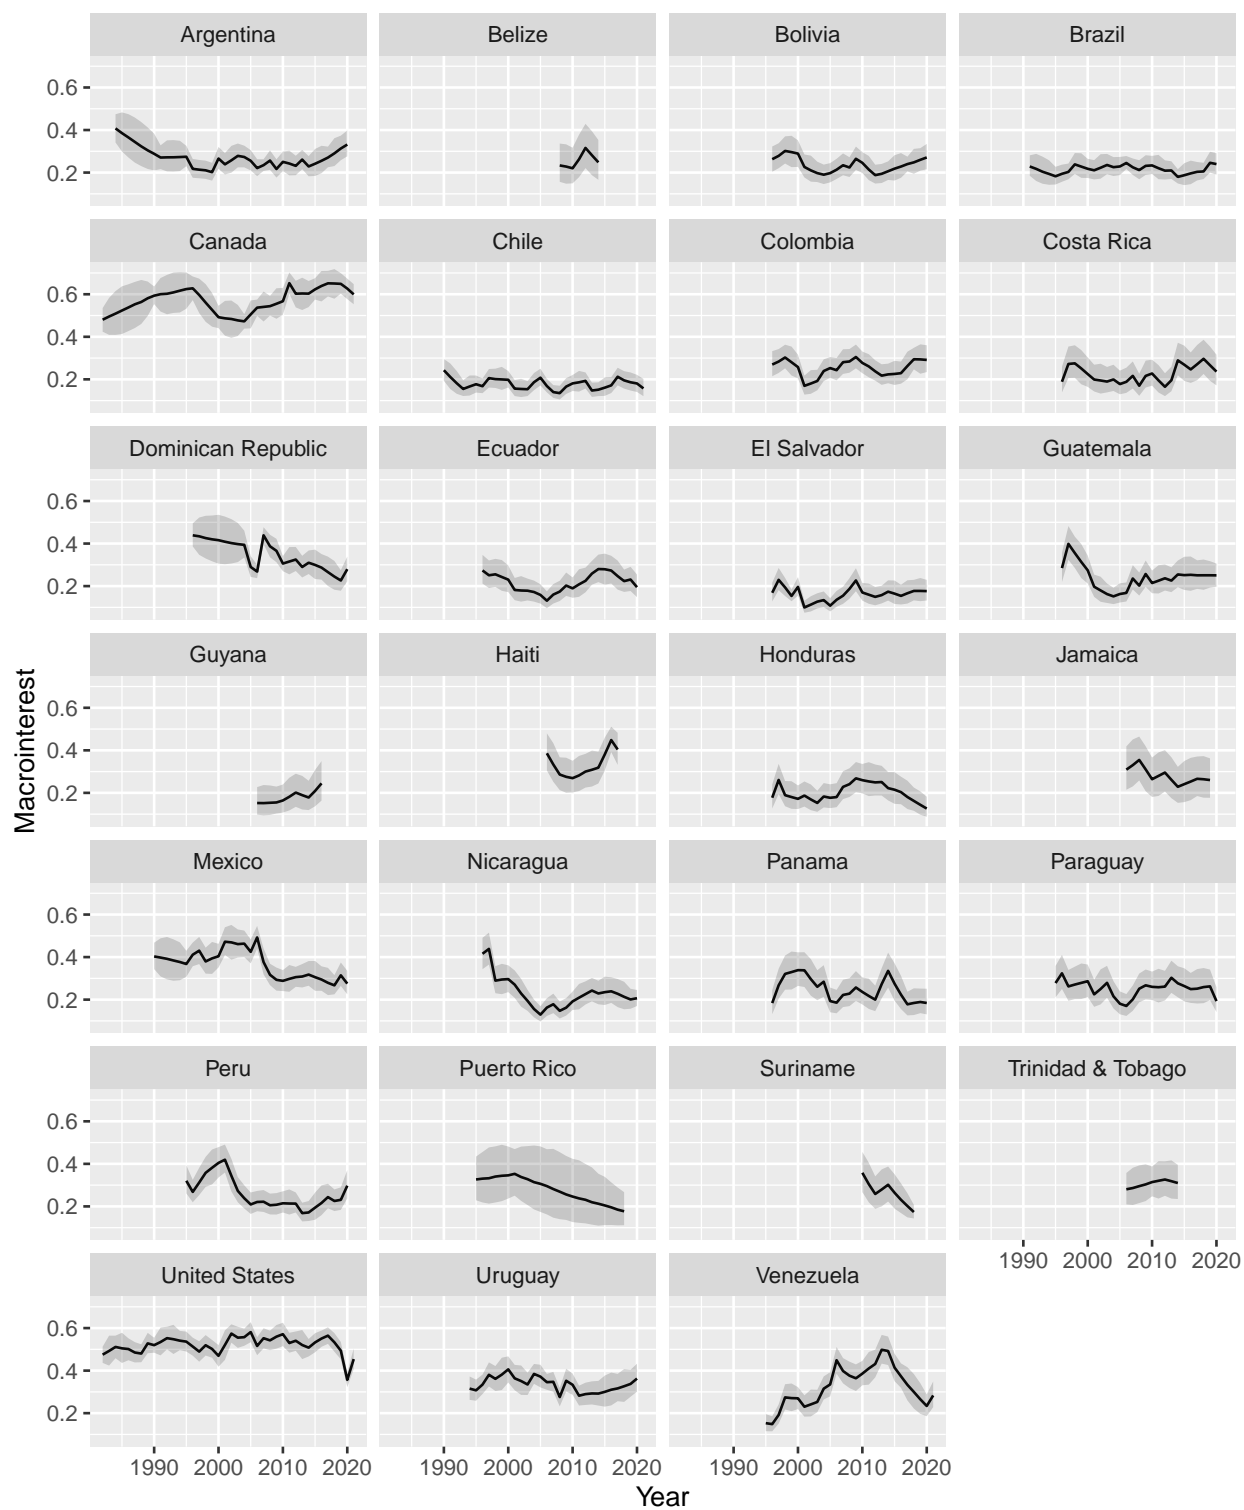 Argentina Belize Bolivia Brazil
0.6
0.4
0.2
Canada Chile Colombia Costa Rica
0.6
0.4
0.2
Dominican Republic Ecuador El Salvador Guatemala
0.6
0.4
0.2
Guyana Haiti Honduras Jamaica
0.6
0.4
0.2
Macrointerest
Mexico Nicaragua Panama Paraguay
0.6
0.4
0.2
Peru Puerto Rico Suriname Trinidad & Tobago
0.6
0.4
0.2
1990 2000 2010 2020
United States Uruguay Venezuela
0.6
0.4
0.2
1990 2000 2010 2020 1990 2000 2010 2020 1990 2000 2010 2020
Year